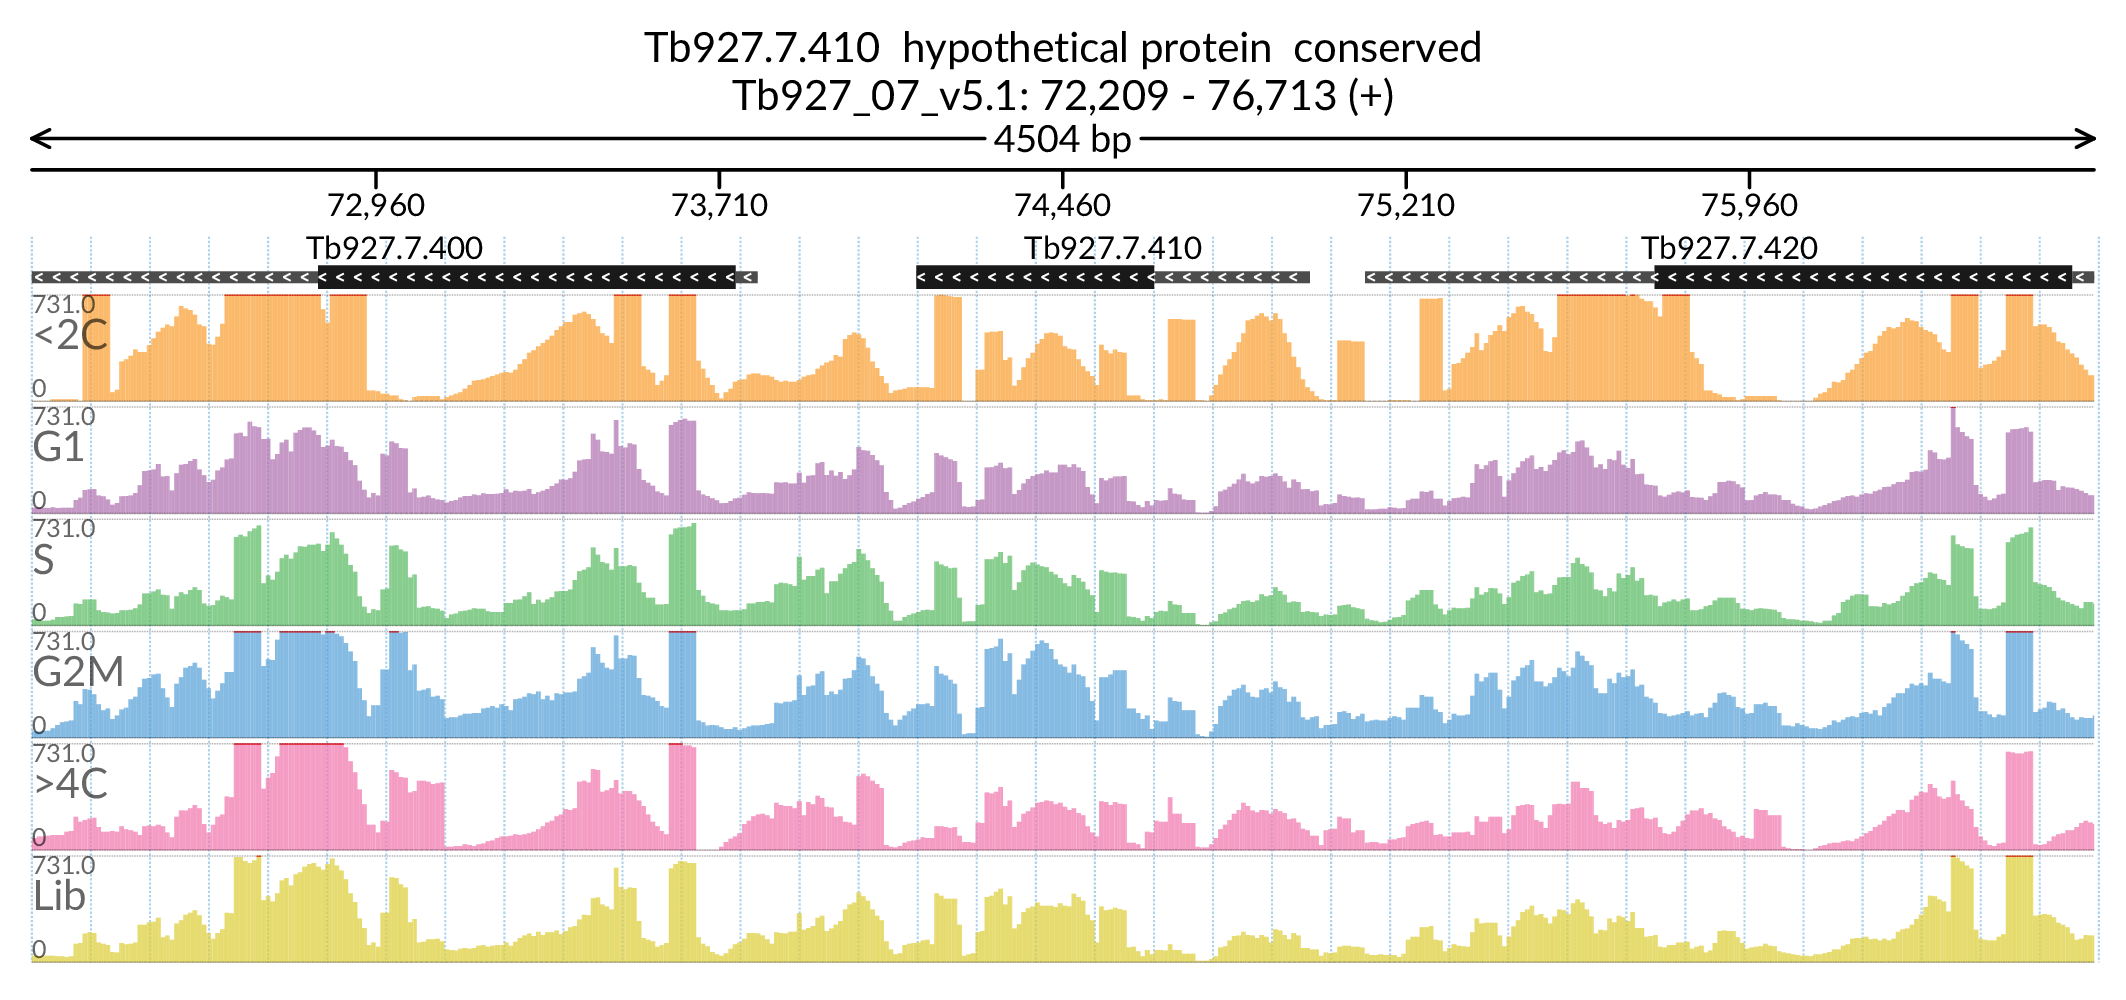 Tb927.7.410 hypothetical protein conserved
Tb927_07_v5.1: 72,209 - 76,713 (+)
4504 bp
72,960 73,710 74,460 75,210 75,960
Tb927.7.400 Tb927.7.410 Tb927.7.420
731.0
<2C
0
731.0
G1
0
731.0
S
0
731.0
G2M
0
731.0
>4C
0
731.0
Lib
0